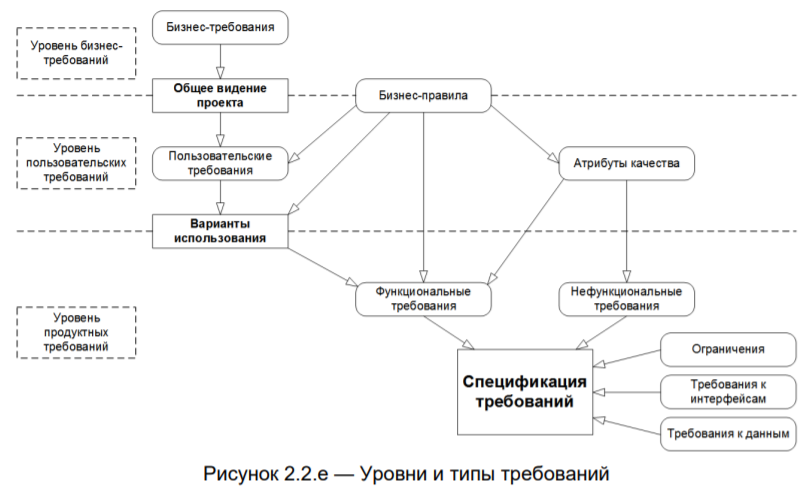 Бизнес-требования
Уровень бизнес-
требований
Общее видение
проекта
Бизнес-правила
Уровень
пользовательских
требований
Пользовательские
требования
Атрибуты качества
Варианты
использования
Функциональные
требования
Нефункциональные
требования
Уровень
продуктных
требований
Спецификация
требований
Ограничения
Требования к
интерфейсам
Требования к данным
Рисунок 2.2.e — Уровни и типы требований